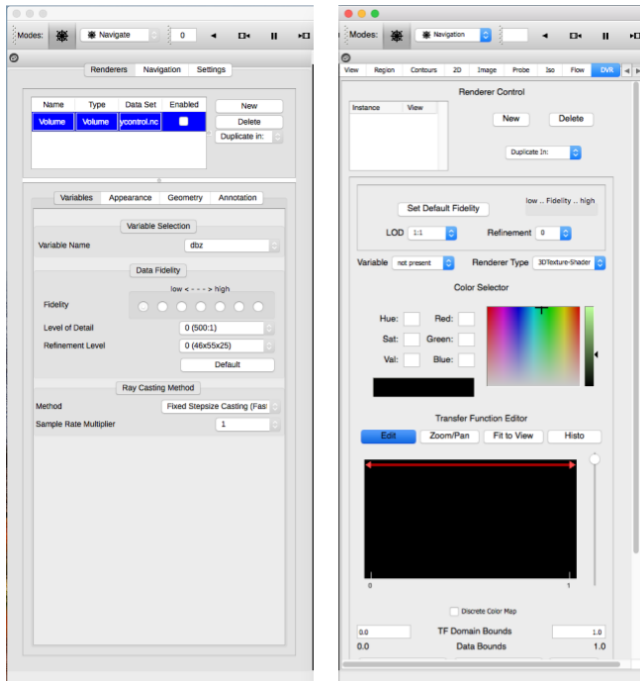 Modes: Navigate 0
Renderers Navigation Settings
Name Type Data Set Enabled
Volume Volume ycontrol.nc
New
Delete
Duplicate in:
Variables Appearance Geometry Annotation
Variable Selection
Variable Name dbz
Data Fidelity
low < - - - > high
Fidelity
Level of Detail 0 (500:1)
Refinement Level 0 (46x55x25)
Default
Ray Casting Method
Method Fixed Stepsize Casting (Fas
Sample Rate Multiplier 1
Modes: Navigation
View Region Contours 2D Image Probe Iso Flow DVR
Renderer Control
Instance View
New Delete
Duplicate In:
Set Default Fidelity
low .. Fidelity .. high
LOD 1:1 Refinement 0
Variable not present Renderer Type 3DTexture-Shader
Color Selector
Hue: Red:
Sat: Green:
Val: Blue:
Transfer Function Editor
Edit Zoom/Pan Fit to View Histo
0 1
Discrete Color Map
0.0 TF Domain Bounds 1.0
0.0 Data Bounds 1.0